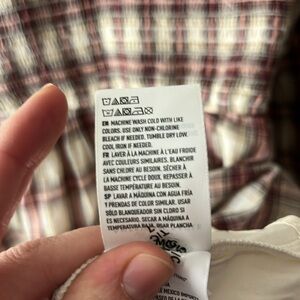 EN MACHINE WASH COLD WITH LIKE
COLORS. USE ONLY NON-CHLORINE
BLEACH IF NEEDED. TUMBLE DRY LOW.
COOL IRON IF NEEDED.
FR LAVER À LA MACHINE À L'EAU FROIDE
AVEC COULEURS SIMILAIRES. BLANCHIR
SANS CHLORE AU BESOIN. SÉCHER À
LA MACHINE CYCLE DOUX. REPASSER À
BASSE TEMPÉRATURE AU BESOIN.
SP LAVAR A MÁQUINA CON AGUA FRÍA
Y PRENDAS DE COLOR SIMILAR. USAR
SÓLO BLANQUEADOR SIN CLORO SI
ES NECESARIO. SECAR A MÁQUINA A
TEMPERATURA BAJA. USAR PLANCHA
MEXICO IMPORT